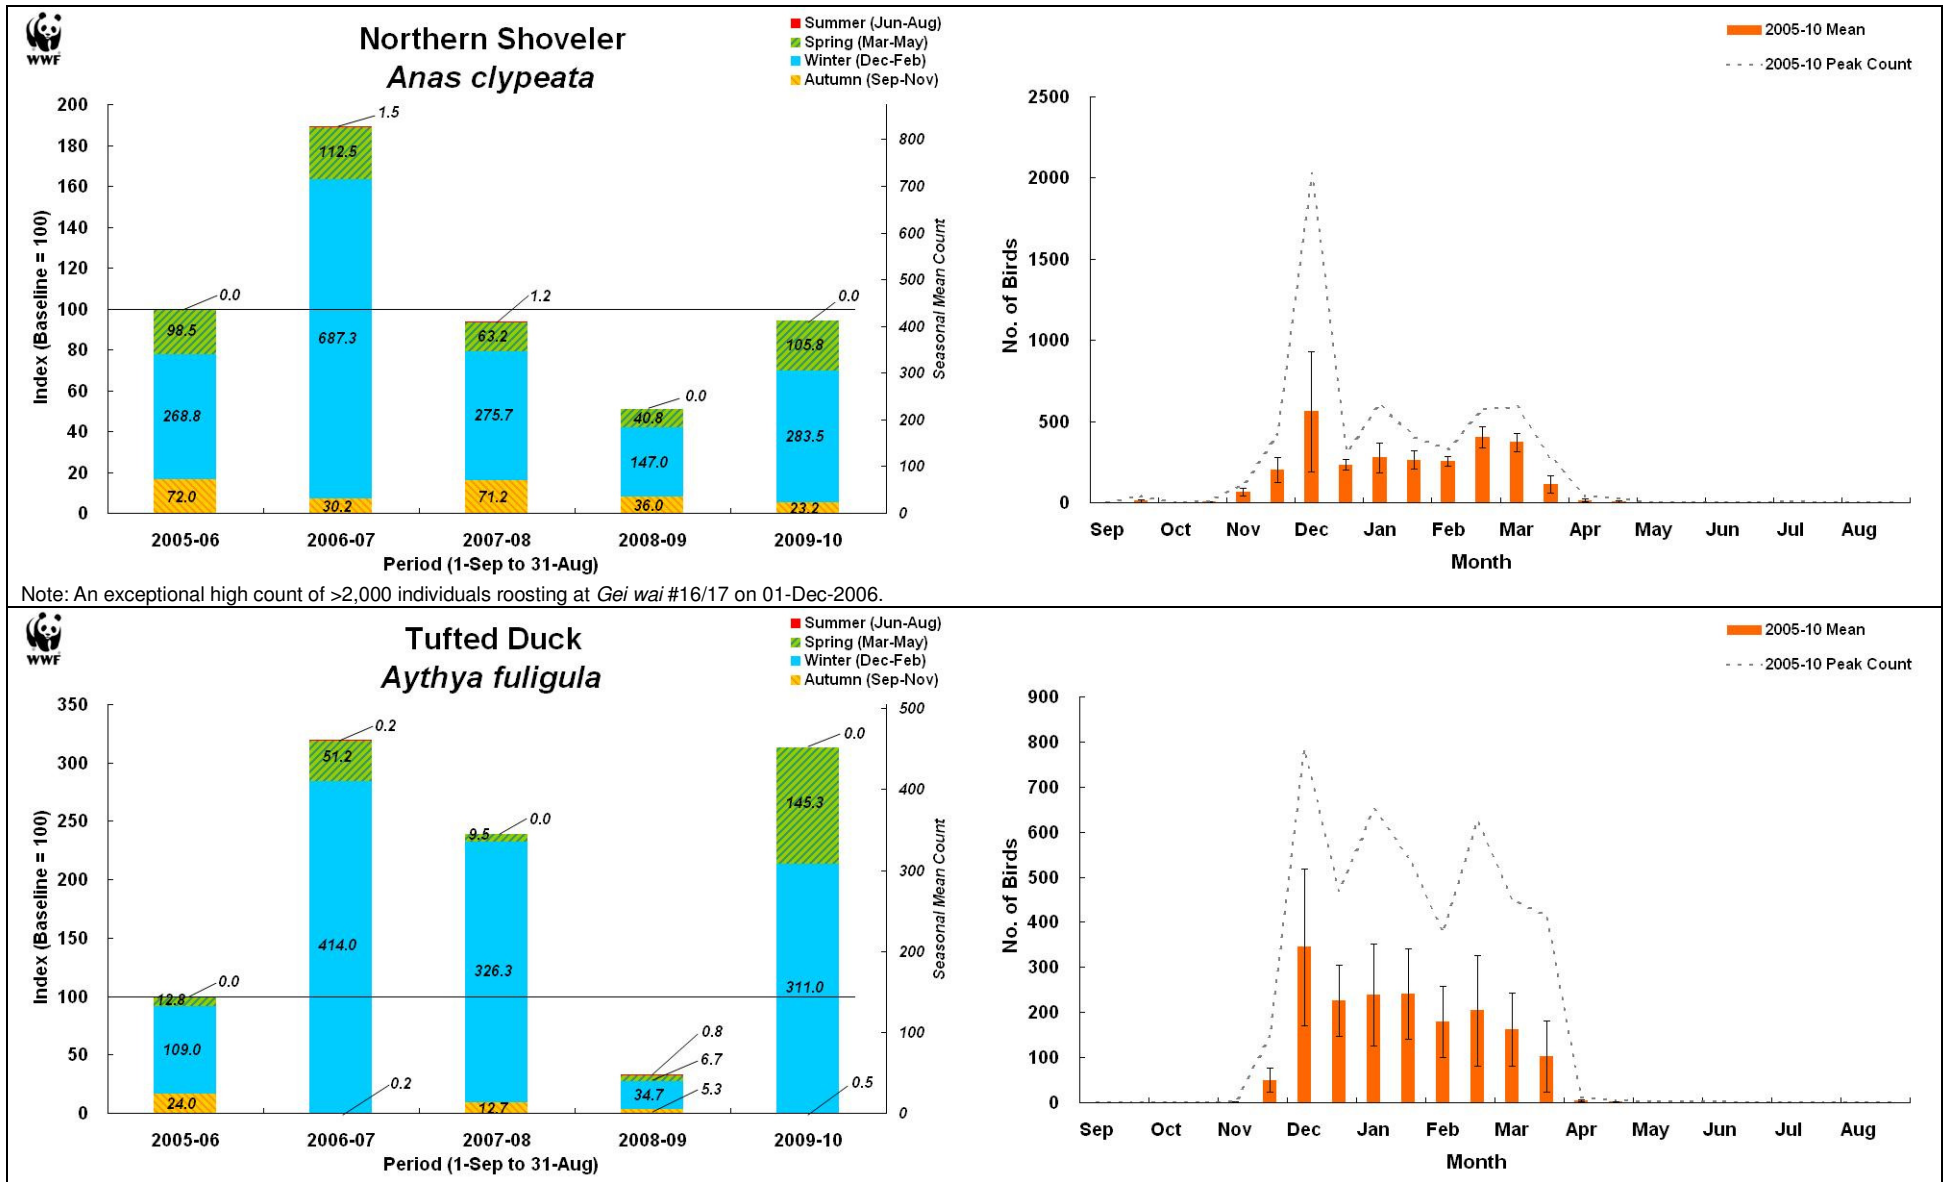 WWF
Northern Shoveler
Anas clypeata
Summer (Jun-Aug)
Spring (Mar-May)
Winter (Dec-Feb)
Autumn (Sep-Nov)
Index (Baseline = 100)
200
180
160
140
120
100
80
60
40
20
0
98.5
268.8
72.0
0.0
112.5
687.3
30.2
1.5
63.2
275.7
71.2
1.2
40.8
147.0
36.0
0.0
105.8
283.5
23.2
0.0
800
700
600
500
400
300
200
100
0
Seasonal Mean Count
2005-06 2006-07 2007-08 2008-09 2009-10
Period (1-Sep to 31-Aug)
2005-10 Mean
2005-10 Peak Count
No. of Birds
2500
2000
1500
1000
500
0
Sep Oct Nov Dec Jan Feb Mar Apr May Jun Jul Aug
Month
Note: An exceptional high count of >2,000 individuals roosting at Gei wai #16/17 on 01-Dec-2006.
WWF
Tufted Duck
Aythya fuligula
Summer (Jun-Aug)
Spring (Mar-May)
Winter (Dec-Feb)
Autumn (Sep-Nov)
Index (Baseline = 100)
350
300
250
200
150
100
50
0
12.8
109.0
24.0
0.0
51.2
414.0
0.2
0.2
9.5
326.3
12.7
0.0
0.8
6.7
34.7
5.3
145.3
311.0
0.0
0.5
500
400
300
200
100
0
Seasonal Mean Count
2005-06 2006-07 2007-08 2008-09 2009-10
Period (1-Sep to 31-Aug)
2005-10 Mean
2005-10 Peak Count
No. of Birds
900
800
700
600
500
400
300
200
100
0
Sep Oct Nov Dec Jan Feb Mar Apr May Jun Jul Aug
Month